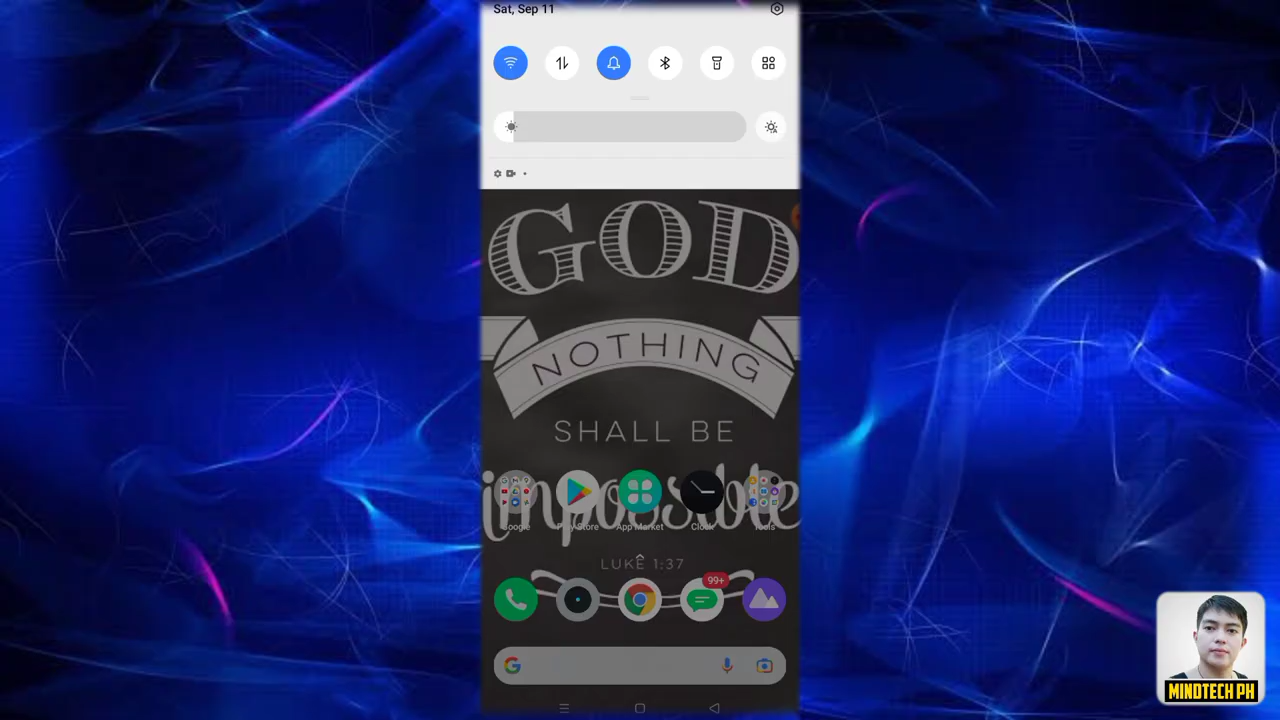 Sat, Sep 11
GOD
NOTHING
SHALL BE
impossible
Google
Play Store
App Market
Clock
Tools
LUKE 1:37
99+
MINDTECH PH